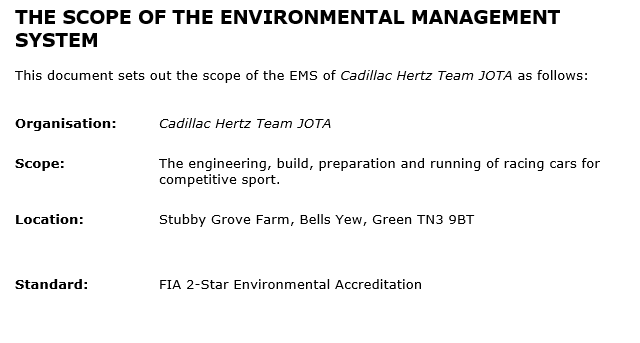 THE SCOPE OF THE ENVIRONMENTAL MANAGEMENT
SYSTEM
This document sets out the scope of the EMS of Cadillac Hertz Team JOTA as follows:
Organisation: Cadillac Hertz Team JOTA
Scope: The engineering, build, preparation and running of racing cars for
competitive sport.
Location: Stubby Grove Farm, Bells Yew, Green TN3 9BT
Standard: FIA 2-Star Environmental Accreditation